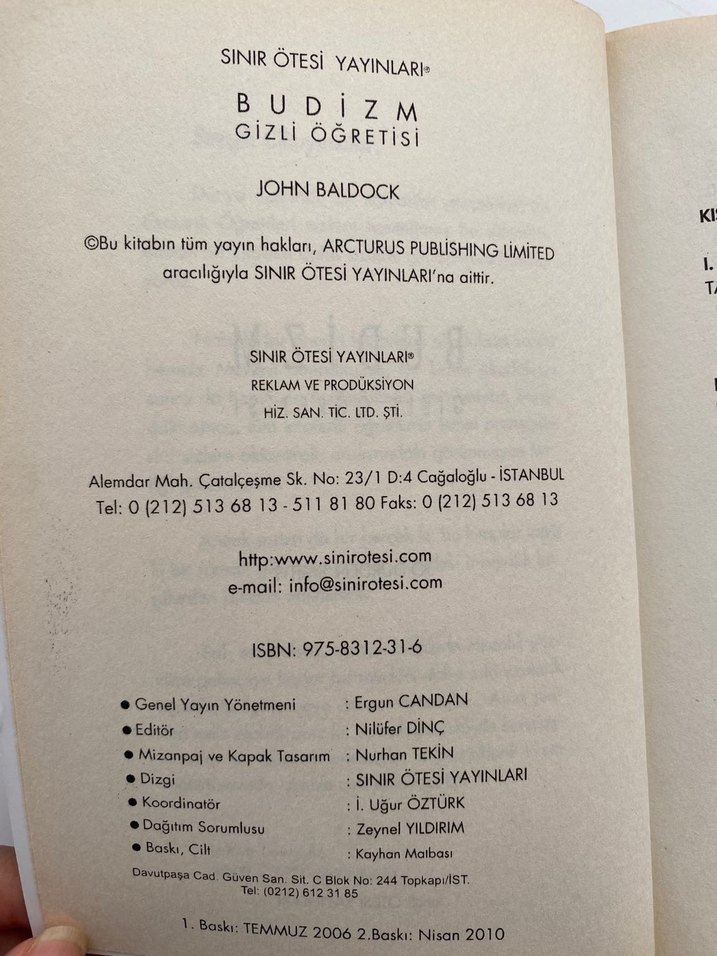 SINIR ÖTESİ YAYINLARI®
BUDİZM
GİZLİ ÖĞRETİSİ
JOHN BALDOCK
©Bu kitabın tüm yayın hakları, ARCTURUS PUBLISHING LIMITED
aracılığıyla SINIR ÖTESİ YAYINLARI'na aittir.
SINIR ÖTESİ YAYINLARI®
REKLAM VE PRODÜKSİYON
HİZ. SAN. TİC. LTD. ŞTİ.
Alemdar Mah. Çatalçeşme Sk. No: 23/1 D:4 Cağaloğlu - İSTANBUL
Tel: 0 (212) 513 68 13 - 511 81 80 Faks: 0 (212) 513 68 13
http:www.sinirotesi.com
e-mail: info@sinirotesi.com
ISBN: 975-8312-31-6
● Genel Yayın Yönetmeni : Ergun CANDAN
● Editör : Nilüfer DİNÇ
● Mizanpaj ve Kapak Tasarım : Nurhan TEKİN
● Dizgi : SINIR ÖTESİ YAYINLARI
● Koordinatör : İ. Uğur ÖZTÜRK
● Dağıtım Sorumlusu : Zeynel YILDIRIM
● Baskı, Cilt : Kayhan Matbası
Davutpaşa Cad. Güven San. Sit. C Blok No: 244 Topkapı/İST.
Tel: (0212) 612 31 85
1. Baskı: TEMMUZ 2006 2.Baskı: Nisan 2010
I.